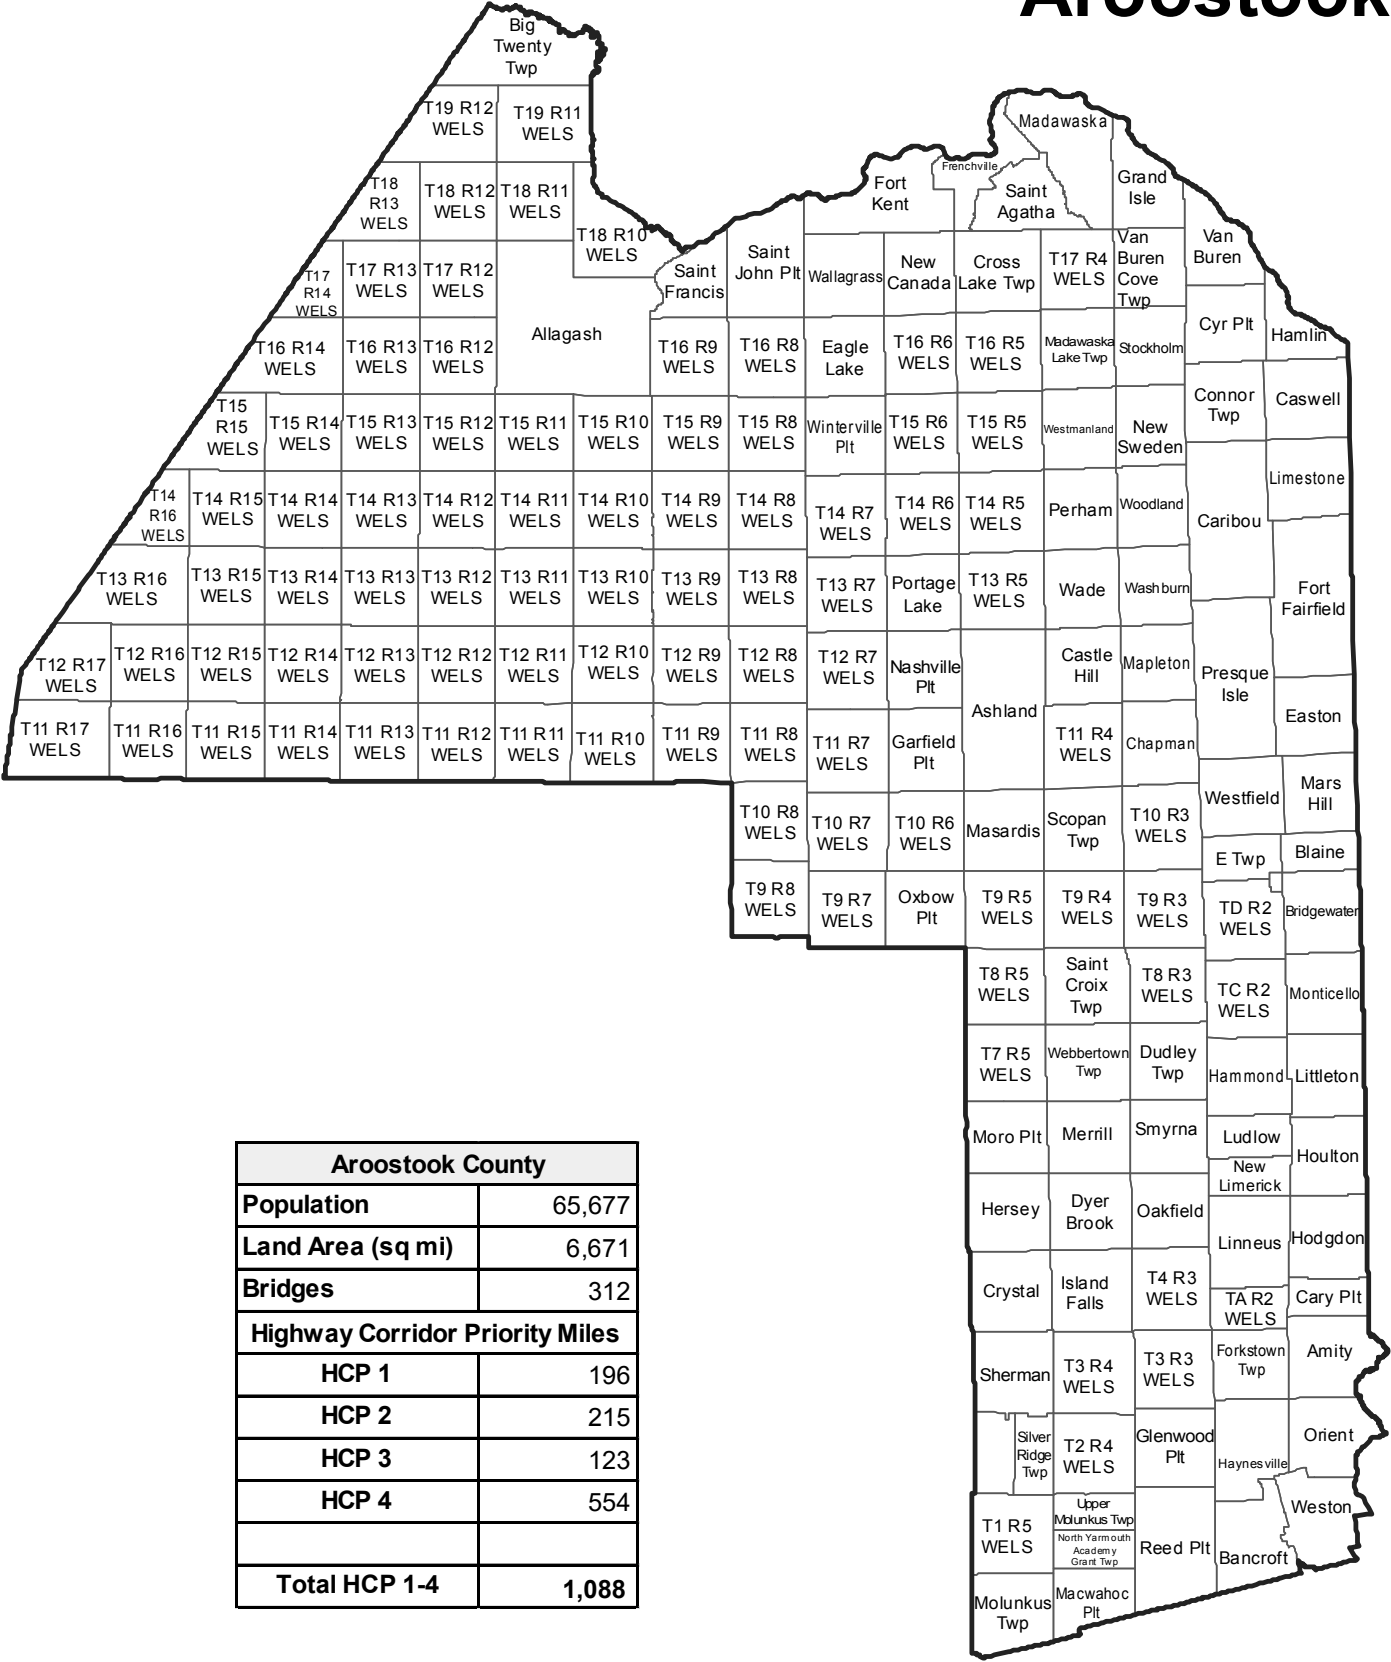 Aroostook
Big
Twenty
Twp
T19 R12
WELS
T19 R11
WELS
Madawaska
Frenchville
Fort
Kent
Saint
Agatha
Grand
Isle
T18
R13
WELS
T18 R12
WELS
T18 R11
WELS
T18 R10
WELS
T17
R14
WELS
T17 R13
WELS
T17 R12
WELS
Allagash
Saint
Francis
Saint
John Plt
Wallagrass
New
Canada
Cross
Lake Twp
T17 R4
WELS
Van
Buren
Cove
Twp
Van
Buren
Cyr Plt
Hamlin
T16 R14
WELS
T16 R13
WELS
T16 R12
WELS
T16 R9
WELS
T16 R8
WELS
Eagle
Lake
T16 R6
WELS
T16 R5
WELS
Madawaska
Lake Twp
Stockholm
Connor
Twp
Caswell
T15
R15
WELS
T15 R14
WELS
T15 R13
WELS
T15 R12
WELS
T15 R11
WELS
T15 R10
WELS
T15 R9
WELS
T15 R8
WELS
Winterville
Plt
T15 R6
WELS
T15 R5
WELS
Westmanland
New
Sweden
Limestone
T14
R16
WELS
T14 R15
WELS
T14 R14
WELS
T14 R13
WELS
T14 R12
WELS
T14 R11
WELS
T14 R10
WELS
T14 R9
WELS
T14 R8
WELS
T14 R7
WELS
T14 R6
WELS
T14 R5
WELS
Perham
Woodland
Caribou
T13 R16
WELS
T13 R15
WELS
T13 R14
WELS
T13 R13
WELS
T13 R12
WELS
T13 R11
WELS
T13 R10
WELS
T13 R9
WELS
T13 R8
WELS
T13 R7
WELS
Portage
Lake
T13 R5
WELS
Wade
Washburn
Fort
Fairfield
T12 R17
WELS
T12 R16
WELS
T12 R15
WELS
T12 R14
WELS
T12 R13
WELS
T12 R12
WELS
T12 R11
WELS
T12 R10
WELS
T12 R9
WELS
T12 R8
WELS
T12 R7
WELS
Nashville
Plt
Ashland
Castle
Hill
Mapleton
Presque
Isle
Easton
T11 R17
WELS
T11 R16
WELS
T11 R15
WELS
T11 R14
WELS
T11 R13
WELS
T11 R12
WELS
T11 R11
WELS
T11 R10
WELS
T11 R9
WELS
T11 R8
WELS
T11 R7
WELS
Garfield
Plt
T11 R4
WELS
Chapman
Westfield
Mars
Hill
T10 R8
WELS
T10 R7
WELS
T10 R6
WELS
Masardis
Scopan
Twp
T10 R3
WELS
E Twp
Blaine
T9 R8
WELS
T9 R7
WELS
Oxbow
Plt
T9 R5
WELS
T9 R4
WELS
T9 R3
WELS
TD R2
WELS
Bridgewater
T8 R5
WELS
Saint
Croix
Twp
T8 R3
WELS
TC R2
WELS
Monticello
T7 R5
WELS
Webbertown
Twp
Dudley
Twp
Hammond
Littleton
Moro Plt
Merrill
Smyrna
Ludlow
New
Limerick
Houlton
Hersey
Dyer
Brook
Oakfield
Linneus
Hodgdon
Crystal
Island
Falls
T4 R3
WELS
TA R2
WELS
Cary Plt
Sherman
T3 R4
WELS
T3 R3
WELS
Forkstown
Twp
Amity
Silver
Ridge
Twp
T2 R4
WELS
Glenwood
Plt
Haynesville
Orient
Weston
T1 R5
WELS
Upper
Molunkus Twp
North Yarmouth
Academy
Grant Twp
Reed Plt
Bancroft
Molunkus
Twp
Macwahoc
Plt
Aroostook County
Population 65,677
Land Area (sq mi) 6,671
Bridges 312
Highway Corridor Priority Miles
HCP 1 196
HCP 2 215
HCP 3 123
HCP 4 554
Total HCP 1-4 1,088